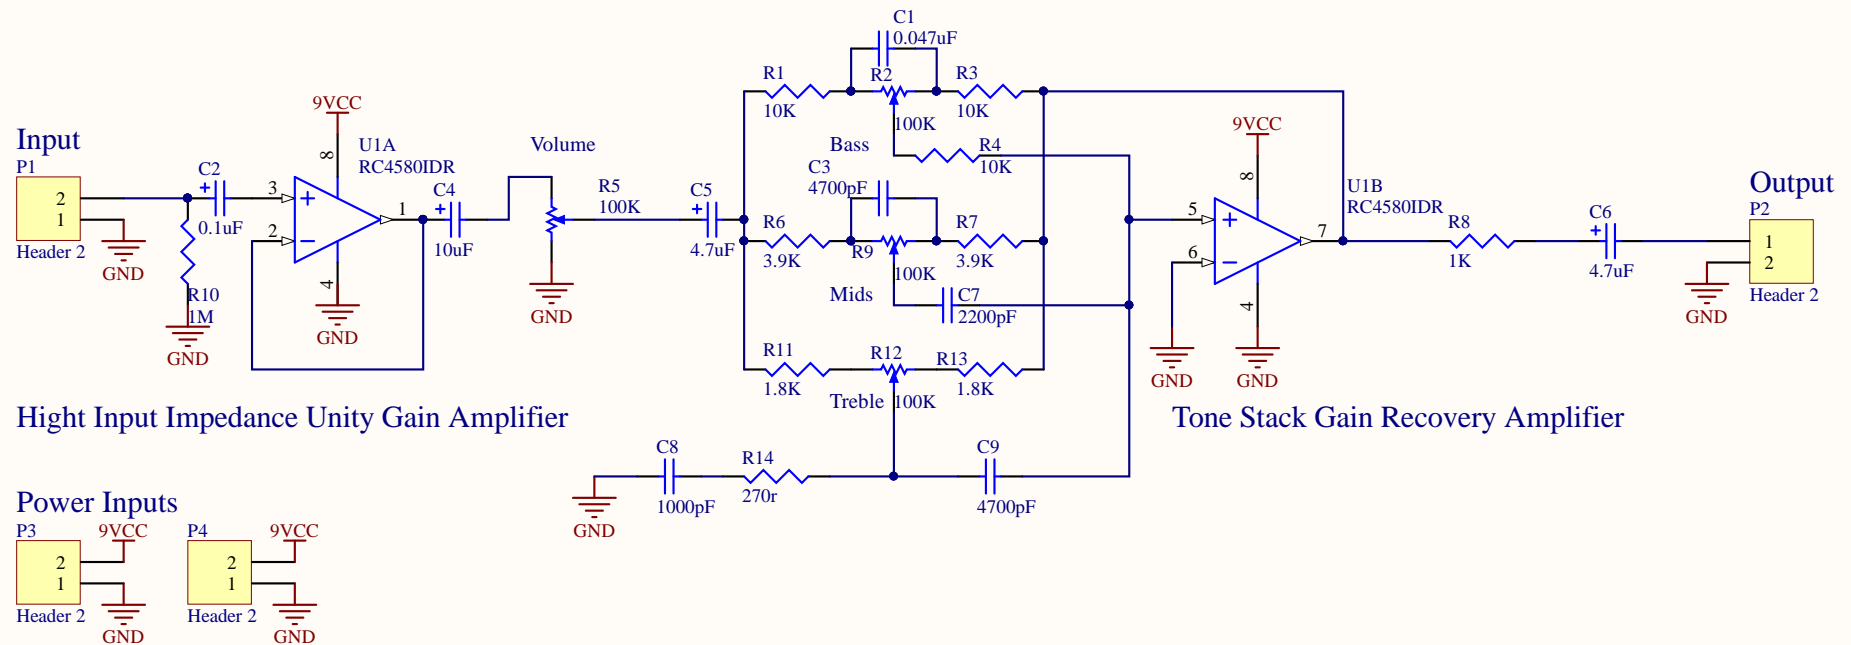 Input
P1
2
1
Header 2
GND
R10
1M
GND
C2
0.1uF
9VCC
8
U1A
RC4580IDR
3
2
1
4
GND
C4
10uF
Volume
R5
100K
GND
C5
4.7uF
C1
0.047uF
R1
10K
R2
100K
R3
10K
Bass
R4
10K
C3
4700pF
R6
3.9K
R9
100K
R7
3.9K
Mids
C7
2200pF
R11
1.8K
R12
100K
R13
1.8K
Treble
C8
1000pF
R14
270r
C9
4700pF
GND
9VCC
8
U1B
RC4580IDR
5
6
7
4
GND
GND
R8
1K
C6
4.7uF
Output
P2
1
2
Header 2
GND
Hight Input Impedance Unity Gain Amplifier
Tone Stack Gain Recovery Amplifier
Power Inputs
P3
9VCC
2
1
Header 2
GND
P4
9VCC
2
1
Header 2
GND